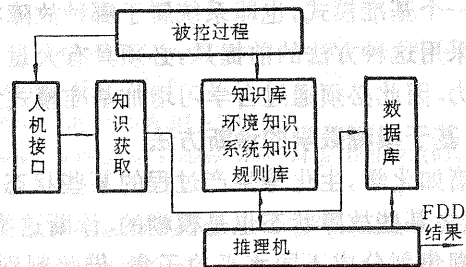 被控过程
人机接口
知识获取
知识库
环境知识
系统知识
规则库
数据库
推理机
FDD
结果